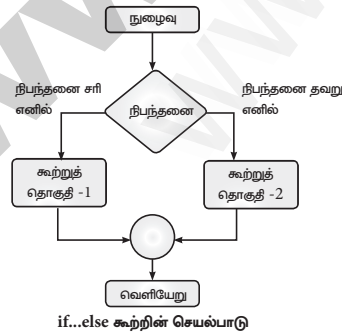 நுழைவு
நிபந்தனை சரி
எனில்
நிபந்தனை
நிபந்தனை தவறு
எனில்
கூற்றுத்
தொகுதி -1
கூற்றுத்
தொகுதி -2
வெளியேறு
if...else கூற்றின் செயல்பாடு